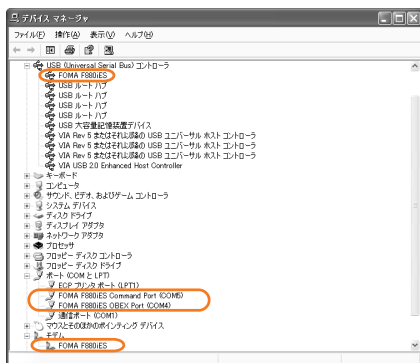 デバイス マネージャ
ファイル(F) 操作(A) 表示(V) ヘルプ(H)
USB (Universal Serial Bus) コントローラ
FOMA F880iES
USB ルート ハブ
USB ルート ハブ
USB ルート ハブ
USB ルート ハブ
USB 大容量記憶装置デバイス
VIA Rev 5 またはそれ以降の USB ユニバーサル ホスト コントローラ
VIA Rev 5 またはそれ以降の USB ユニバーサル ホスト コントローラ
VIA Rev 5 またはそれ以降の USB ユニバーサル ホスト コントローラ
VIA USB 2.0 Enhanced Host Controller
キーボード
コンピュータ
サウンド、ビデオ、およびゲーム コントローラ
システム デバイス
ディスク ドライブ
ディスプレイ アダプタ
ネットワーク アダプタ
プロセッサ
フロッピー ディスク コントローラ
フロッピー ディスク ドライブ
ポート (COM と LPT)
ECP プリンタ ポート (LPT1)
FOMA F880iES Command Port (COM5)
FOMA F880iES OBEX Port (COM4)
通信ポート (COM1)
マウスとそのほかのポインティング デバイス
モデム
FOMA F880iES